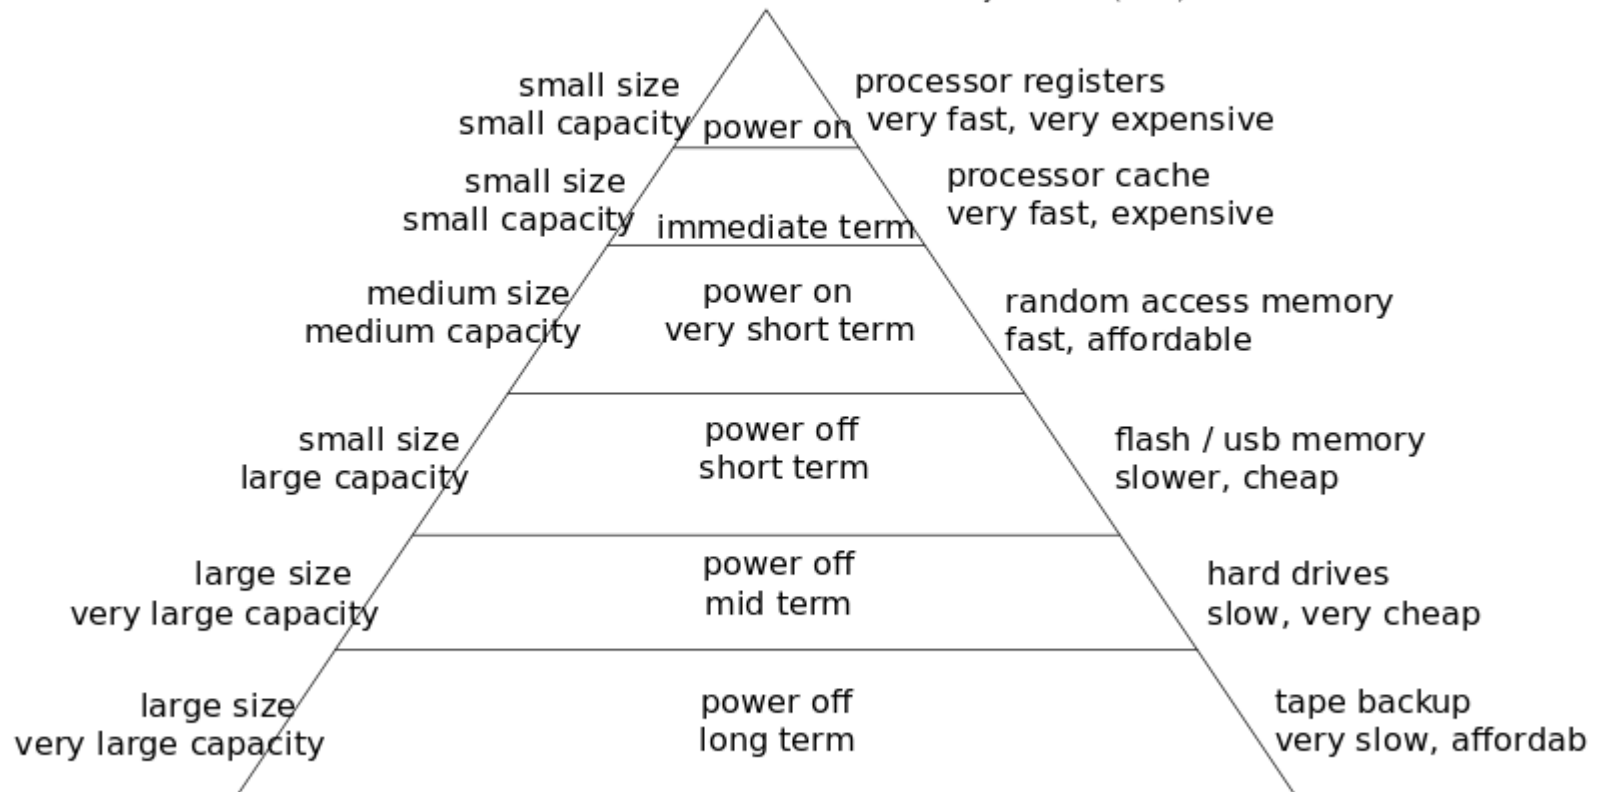 small size
small capacity
power on
processor registers
very fast, very expensive
small size
small capacity
immediate term
processor cache
very fast, expensive
medium size
medium capacity
power on
very short term
random access memory
fast, affordable
small size
large capacity
power off
short term
flash / usb memory
slower, cheap
large size
very large capacity
power off
mid term
hard drives
slow, very cheap
large size
very large capacity
power off
long term
tape backup
very slow, affordab